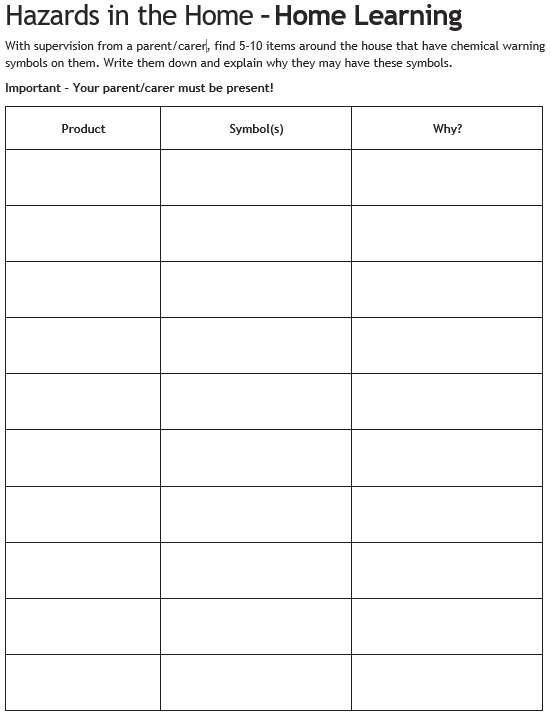 Hazards in the Home – Home Learning
With supervision from a parent/carer, find 5-10 items around the house that have chemical warning
symbols on them. Write them down and explain why they may have these symbols.
Important – Your parent/carer must be present!
Product Symbol(s) Why?